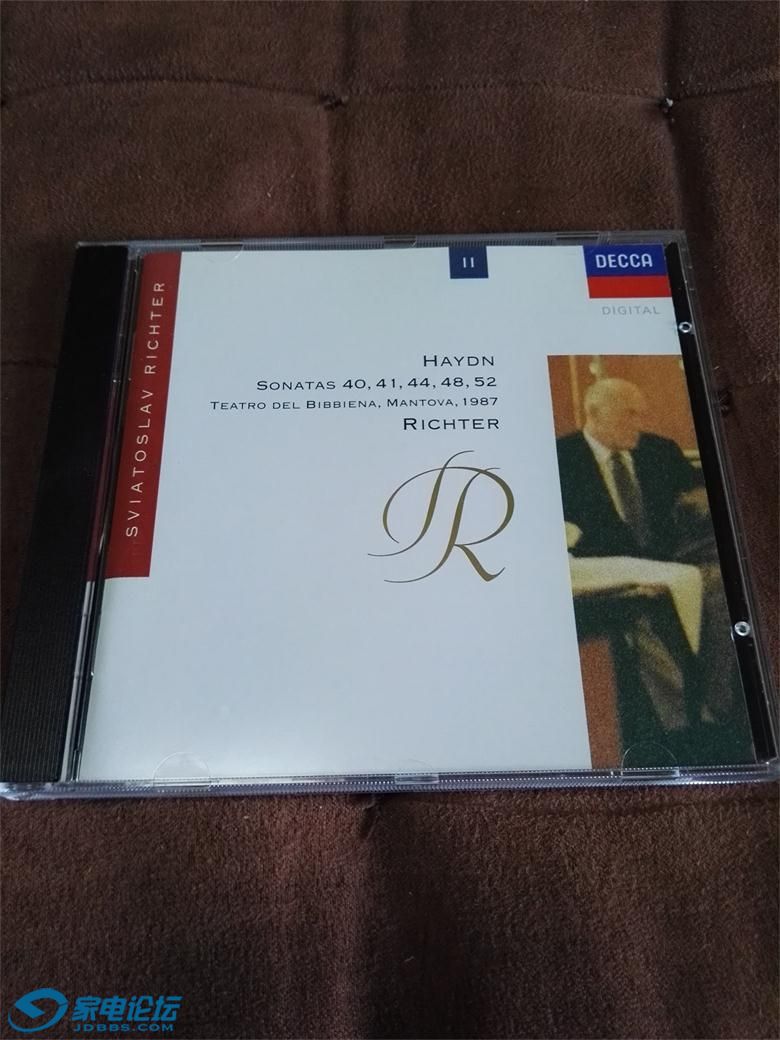 SVIATOSLAV RICHTER
II
DECCA
DIGITAL
HAYDN
SONATAS 40, 41, 44, 48, 52
TEATRO DEL BIBBIENA, MANTOVA, 1987
RICHTER
R
家电论坛
JDBBS.COM